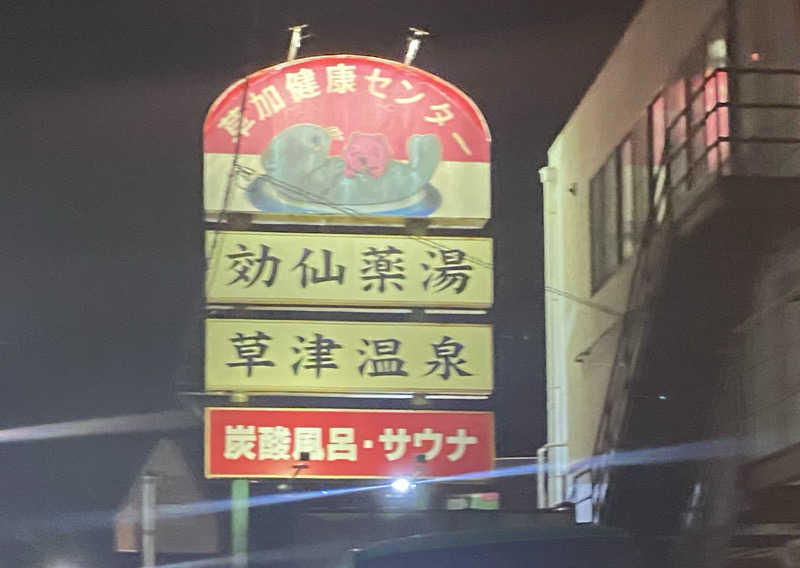 草加健康センター
効仙薬湯
草津温泉
炭酸風呂・サウナ